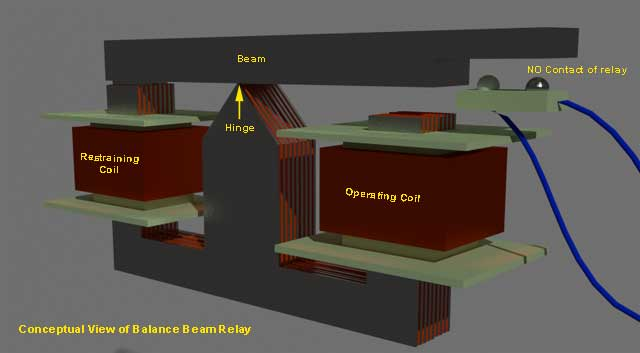 Beam
NO Contact of relay
Hinge
Restraining
Coil
Operating Coil
Conceptual View of Balance Beam Relay